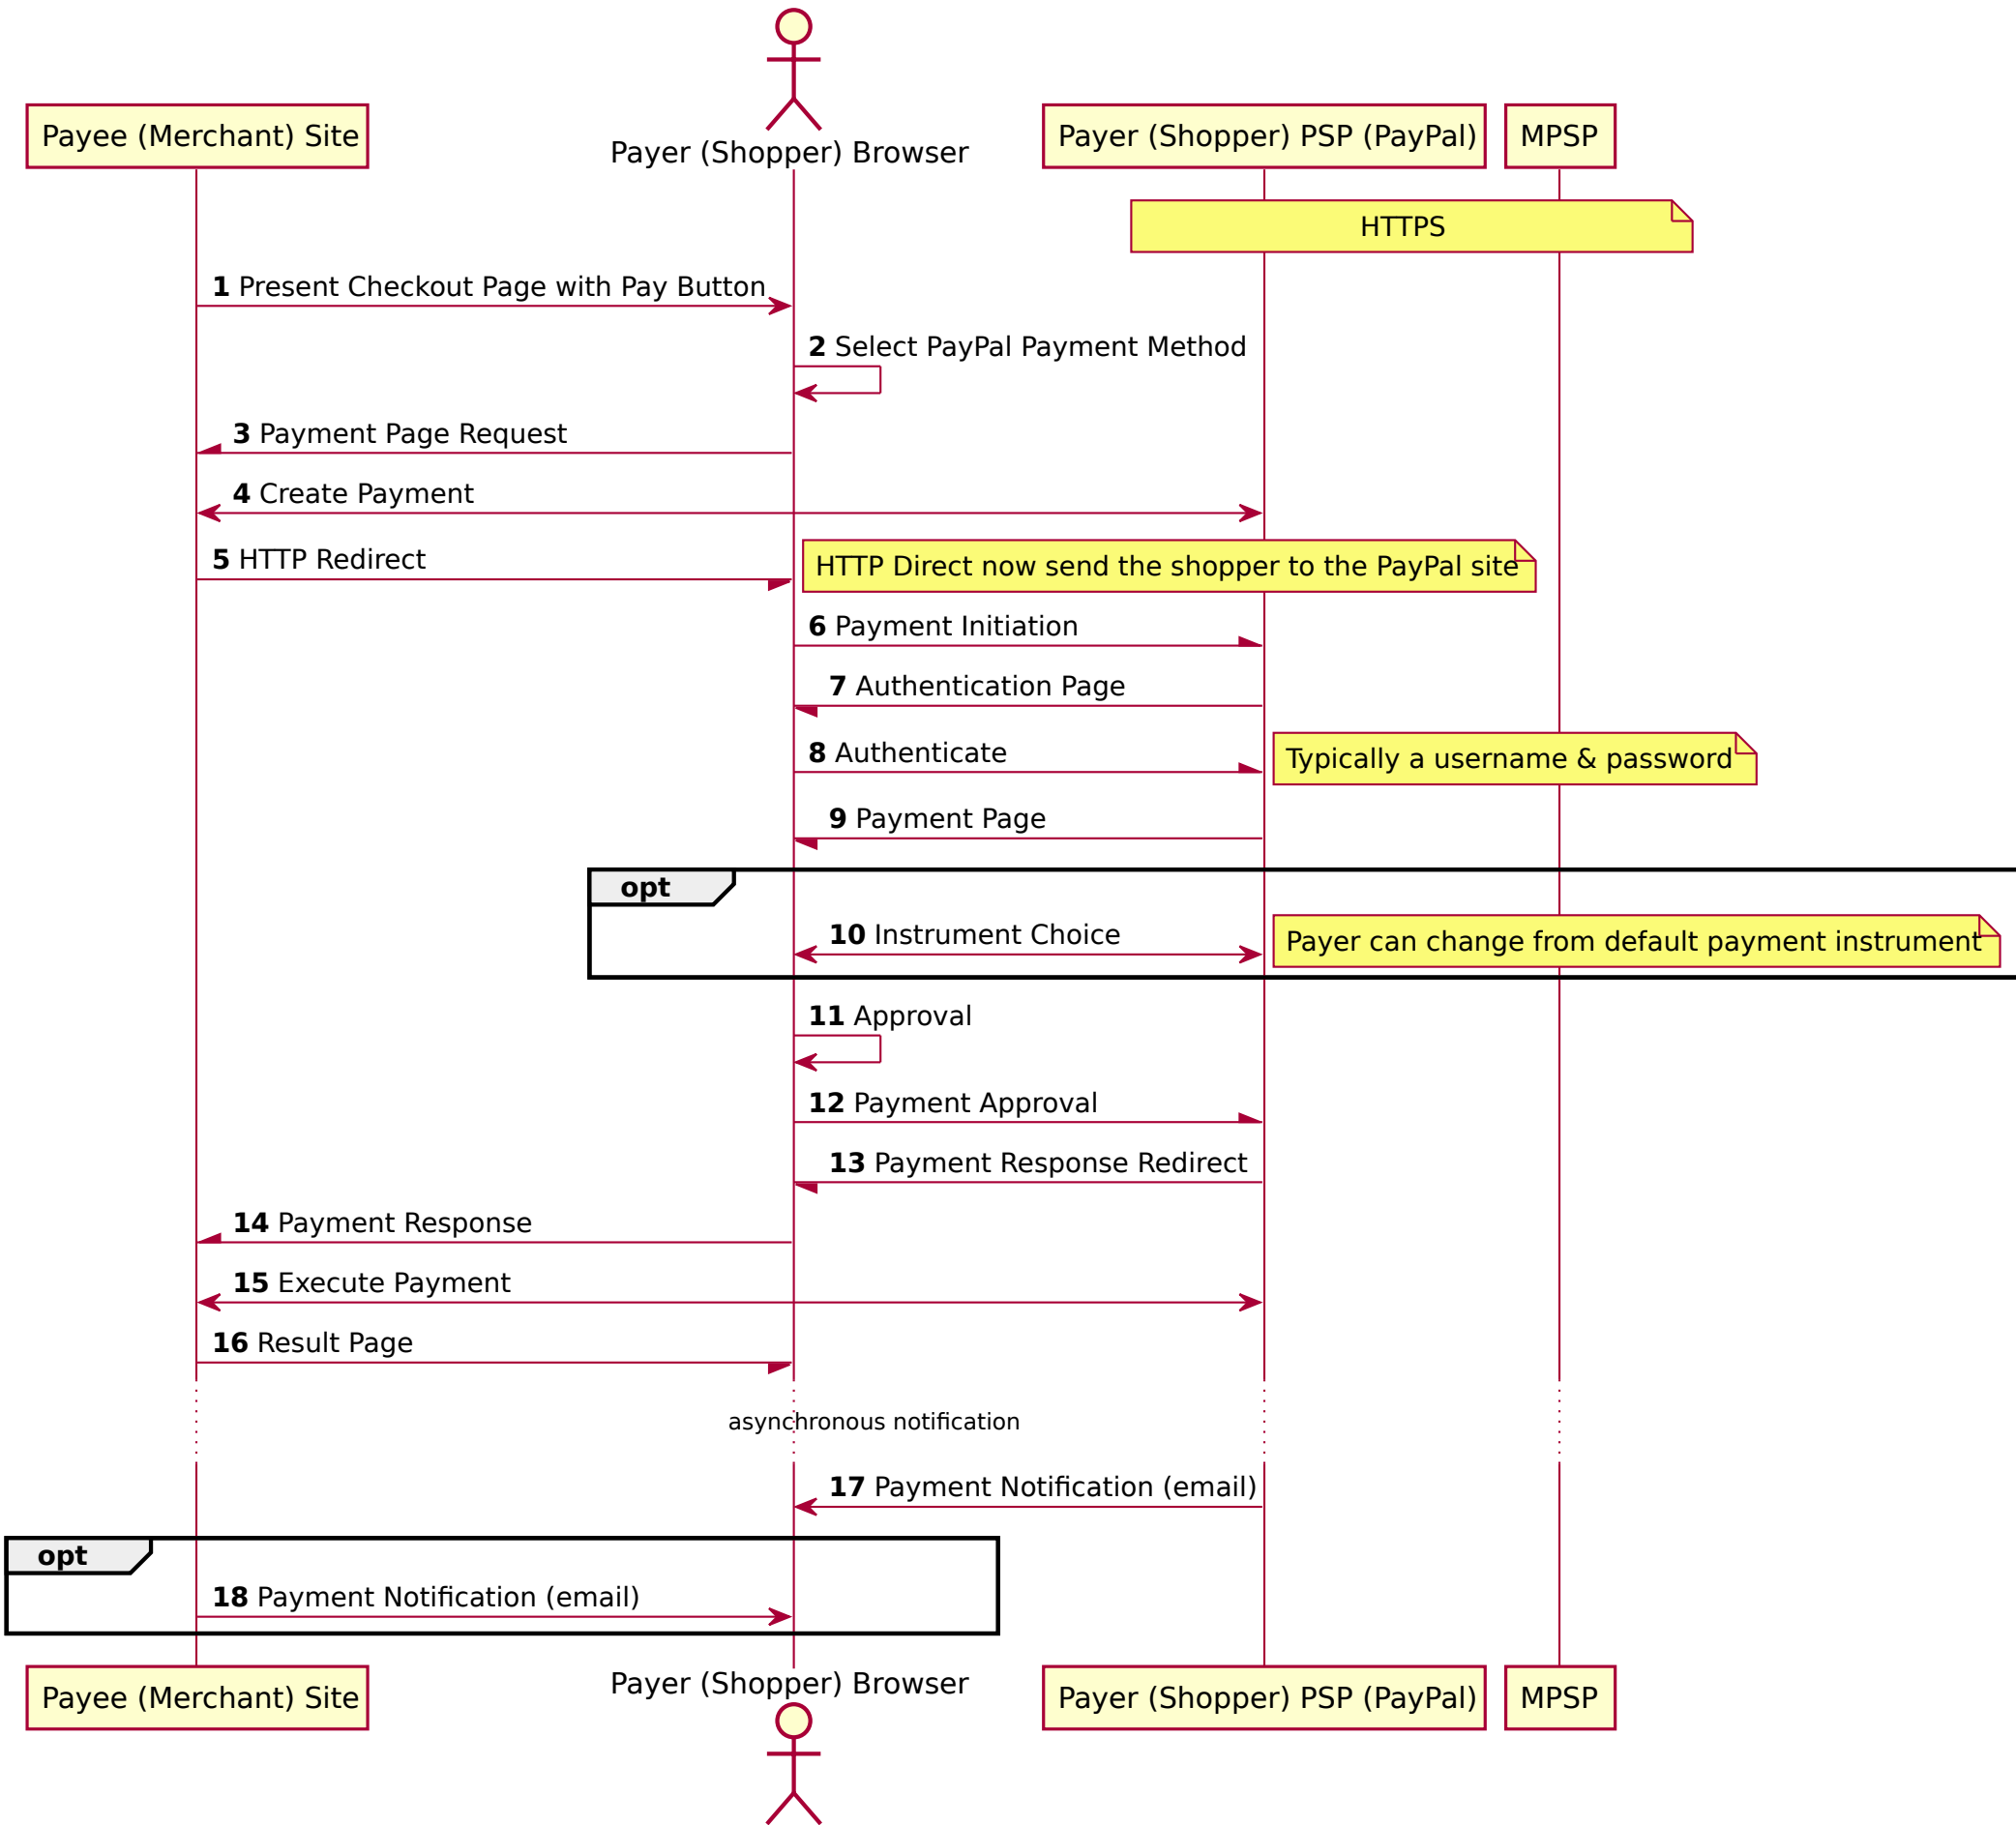 Payee (Merchant) Site
Payer (Shopper) Browser
Payer (Shopper) PSP (PayPal)
MPSP
HTTPS
1 Present Checkout Page with Pay Button
2 Select PayPal Payment Method
3 Payment Page Request
4 Create Payment
5 HTTP Redirect
HTTP Direct now send the shopper to the PayPal site
6 Payment Initiation
7 Authentication Page
8 Authenticate
Typically a username & password
9 Payment Page
opt
10 Instrument Choice
Payer can change from default payment instrument
11 Approval
12 Payment Approval
13 Payment Response Redirect
14 Payment Response
15 Execute Payment
16 Result Page
asynchronous notification
17 Payment Notification (email)
opt
18 Payment Notification (email)
Payee (Merchant) Site
Payer (Shopper) Browser
Payer (Shopper) PSP (PayPal)
MPSP